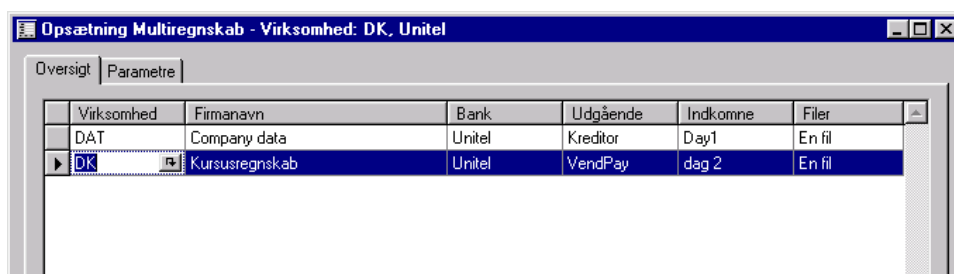 Opsætning Multiregnskab - Virksomhed: DK, Unitel
Oversigt Parametre
Virksomhed Firmanavn Bank Udgående Indkomne Filer
DAT Company data Unitel Kreditor Day1 En fil
DK Kursusregnskab Unitel VendPay dag 2 En fil